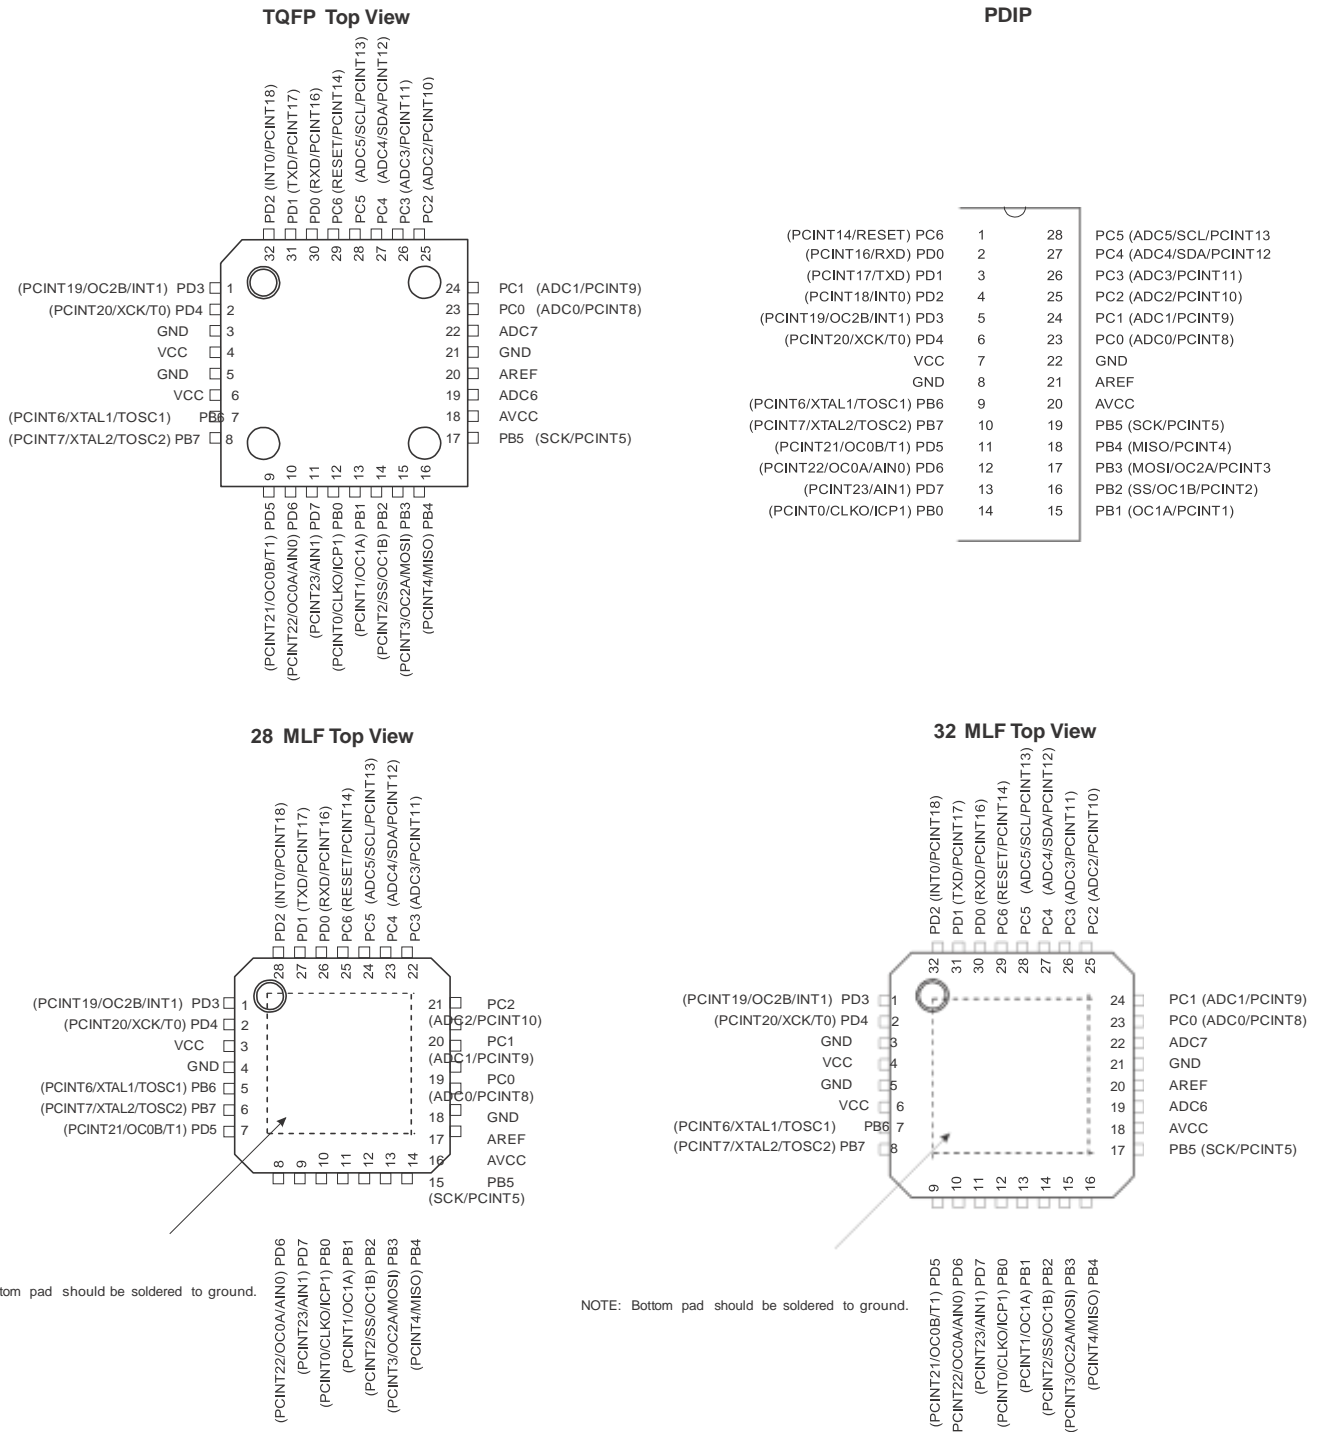 TQFP Top View
PD2 (INT0/PCINT18)
PD1 (TXD/PCINT17)
PD0 (RXD/PCINT16)
PC6 (RESET/PCINT14)
PC5 (ADC5/SCL/PCINT13)
PC4 (ADC4/SDA/PCINT12)
PC3 (ADC3/PCINT11)
PC2 (ADC2/PCINT10)
32 31 30 29 28 27 26 25
(PCINT19/OC2B/INT1) PD3 1
(PCINT20/XCK/T0) PD4 2
GND 3
VCC 4
GND 5
VCC 6
(PCINT6/XTAL1/TOSC1) PB6 7
(PCINT7/XTAL2/TOSC2) PB7 8
24 PC1 (ADC1/PCINT9)
23 PC0 (ADC0/PCINT8)
22 ADC7
21 GND
20 AREF
19 ADC6
18 AVCC
17 PB5 (SCK/PCINT5)
9 10 11 12 13 14 15 16
(PCINT21/OC0B/T1) PD5
(PCINT22/OC0A/AIN0) PD6
(PCINT23/AIN1) PD7
(PCINT0/CLKO/ICP1) PB0
(PCINT1/OC1A) PB1
(PCINT2/SS/OC1B) PB2
(PCINT3/OC2A/MOSI) PB3
(PCINT4/MISO) PB4
PDIP
(PCINT14/RESET) PC6 1 28 PC5 (ADC5/SCL/PCINT13
(PCINT16/RXD) PD0 2 27 PC4 (ADC4/SDA/PCINT12
(PCINT17/TXD) PD1 3 26 PC3 (ADC3/PCINT11)
(PCINT18/INT0) PD2 4 25 PC2 (ADC2/PCINT10)
(PCINT19/OC2B/INT1) PD3 5 24 PC1 (ADC1/PCINT9)
(PCINT20/XCK/T0) PD4 6 23 PC0 (ADC0/PCINT8)
VCC 7 22 GND
GND 8 21 AREF
(PCINT6/XTAL1/TOSC1) PB6 9 20 AVCC
(PCINT7/XTAL2/TOSC2) PB7 10 19 PB5 (SCK/PCINT5)
(PCINT21/OC0B/T1) PD5 11 18 PB4 (MISO/PCINT4)
(PCINT22/OC0A/AIN0) PD6 12 17 PB3 (MOSI/OC2A/PCINT3
(PCINT23/AIN1) PD7 13 16 PB2 (SS/OC1B/PCINT2)
(PCINT0/CLKO/ICP1) PB0 14 15 PB1 (OC1A/PCINT1)
28 MLF Top View
PD2 (INT0/PCINT18)
PD1 (TXD/PCINT17)
PD0 (RXD/PCINT16)
PC6 (RESET/PCINT14)
PC5 (ADC5/SCL/PCINT13)
PC4 (ADC4/SDA/PCINT12)
PC3 (ADC3/PCINT11)
28 27 26 25 24 23 22
(PCINT19/OC2B/INT1) PD3 1
(PCINT20/XCK/T0) PD4 2
VCC 3
GND 4
(PCINT6/XTAL1/TOSC1) PB6 5
(PCINT7/XTAL2/TOSC2) PB7 6
(PCINT21/OC0B/T1) PD5 7
21 PC2
(ADC2/PCINT10)
20 PC1
(ADC1/PCINT9)
19 PC0
(ADC0/PCINT8)
18 GND
17 AREF
16 AVCC
15 PB5
(SCK/PCINT5)
8 9 10 11 12 13 14
(PCINT22/OC0A/AIN0) PD6
(PCINT23/AIN1) PD7
(PCINT0/CLKO/ICP1) PB0
(PCINT1/OC1A) PB1
(PCINT2/SS/OC1B) PB2
(PCINT3/OC2A/MOSI) PB3
(PCINT4/MISO) PB4
tom pad should be soldered to ground.
32 MLF Top View
PD2 (INT0/PCINT18)
PD1 (TXD/PCINT17)
PD0 (RXD/PCINT16)
PC6 (RESET/PCINT14)
PC5 (ADC5/SCL/PCINT13)
PC4 (ADC4/SDA/PCINT12)
PC3 (ADC3/PCINT11)
PC2 (ADC2/PCINT10)
32 31 30 29 28 27 26 25
(PCINT19/OC2B/INT1) PD3 1
(PCINT20/XCK/T0) PD4 2
GND 3
VCC 4
GND 5
VCC 6
(PCINT6/XTAL1/TOSC1) PB6 7
(PCINT7/XTAL2/TOSC2) PB7 8
24 PC1 (ADC1/PCINT9)
23 PC0 (ADC0/PCINT8)
22 ADC7
21 GND
20 AREF
19 ADC6
18 AVCC
17 PB5 (SCK/PCINT5)
9 10 11 12 13 14 15 16
(PCINT21/OC0B/T1) PD5
PCINT22/OC0A/AIN0) PD6
(PCINT23/AIN1) PD7
(PCINT0/CLKO/ICP1) PB0
(PCINT1/OC1A) PB1
(PCINT2/SS/OC1B) PB2
(PCINT3/OC2A/MOSI) PB3
(PCINT4/MISO) PB4
NOTE: Bottom pad should be soldered to ground.